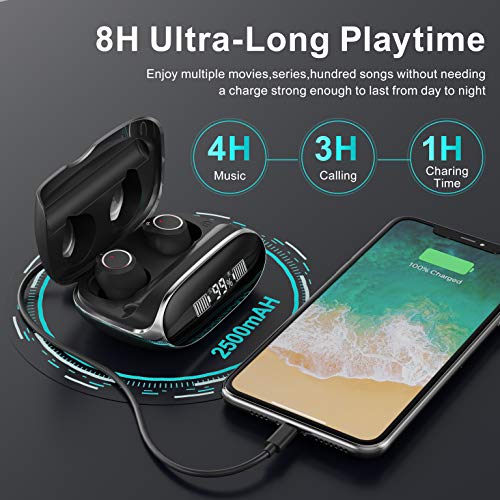 8H Ultra-Long Playtime
Enjoy multiple movies,series,hundred songs without needing
a charge strong enough to last from day to night
4H
3H
1H
Music
Calling
Charing
Time
100% Charged
99%
2500mAH